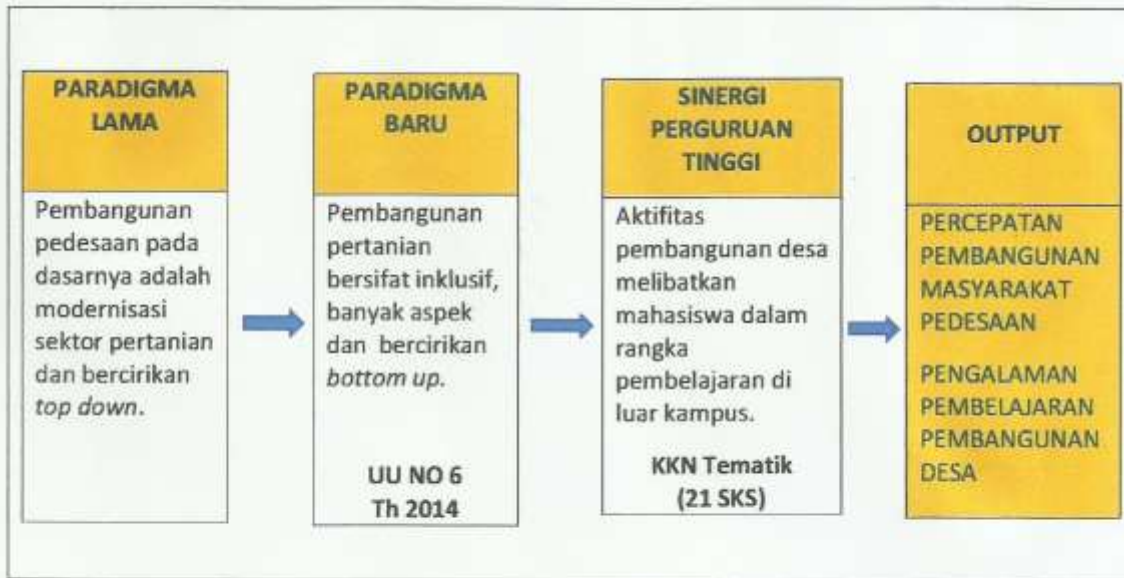 PARADIGMA
LAMA
Pembangunan
pedesaan pada
dasarnya adalah
modernisasi
sektor pertanian
dan bercirikan
top down.
PARADIGMA
BARU
Pembangunan
pertanian
bersifat inklusif,
banyak aspek
dan bercirikan
bottom up.
UU NO 6
Th 2014
SINERGI
PERGURUAN
TINGGI
Aktifitas
pembangunan desa
melibatkan
mahasiswa dalam
rangka
pembelajaran di
luar kampus.
KKN Tematik
(21 SKS)
OUTPUT
PERCEPATAN
PEMBANGUNAN
MASYARAKAT
PEDESAAN
PENGALAMAN
PEMBELAJARAN
PEMBANGUNAN
DESA